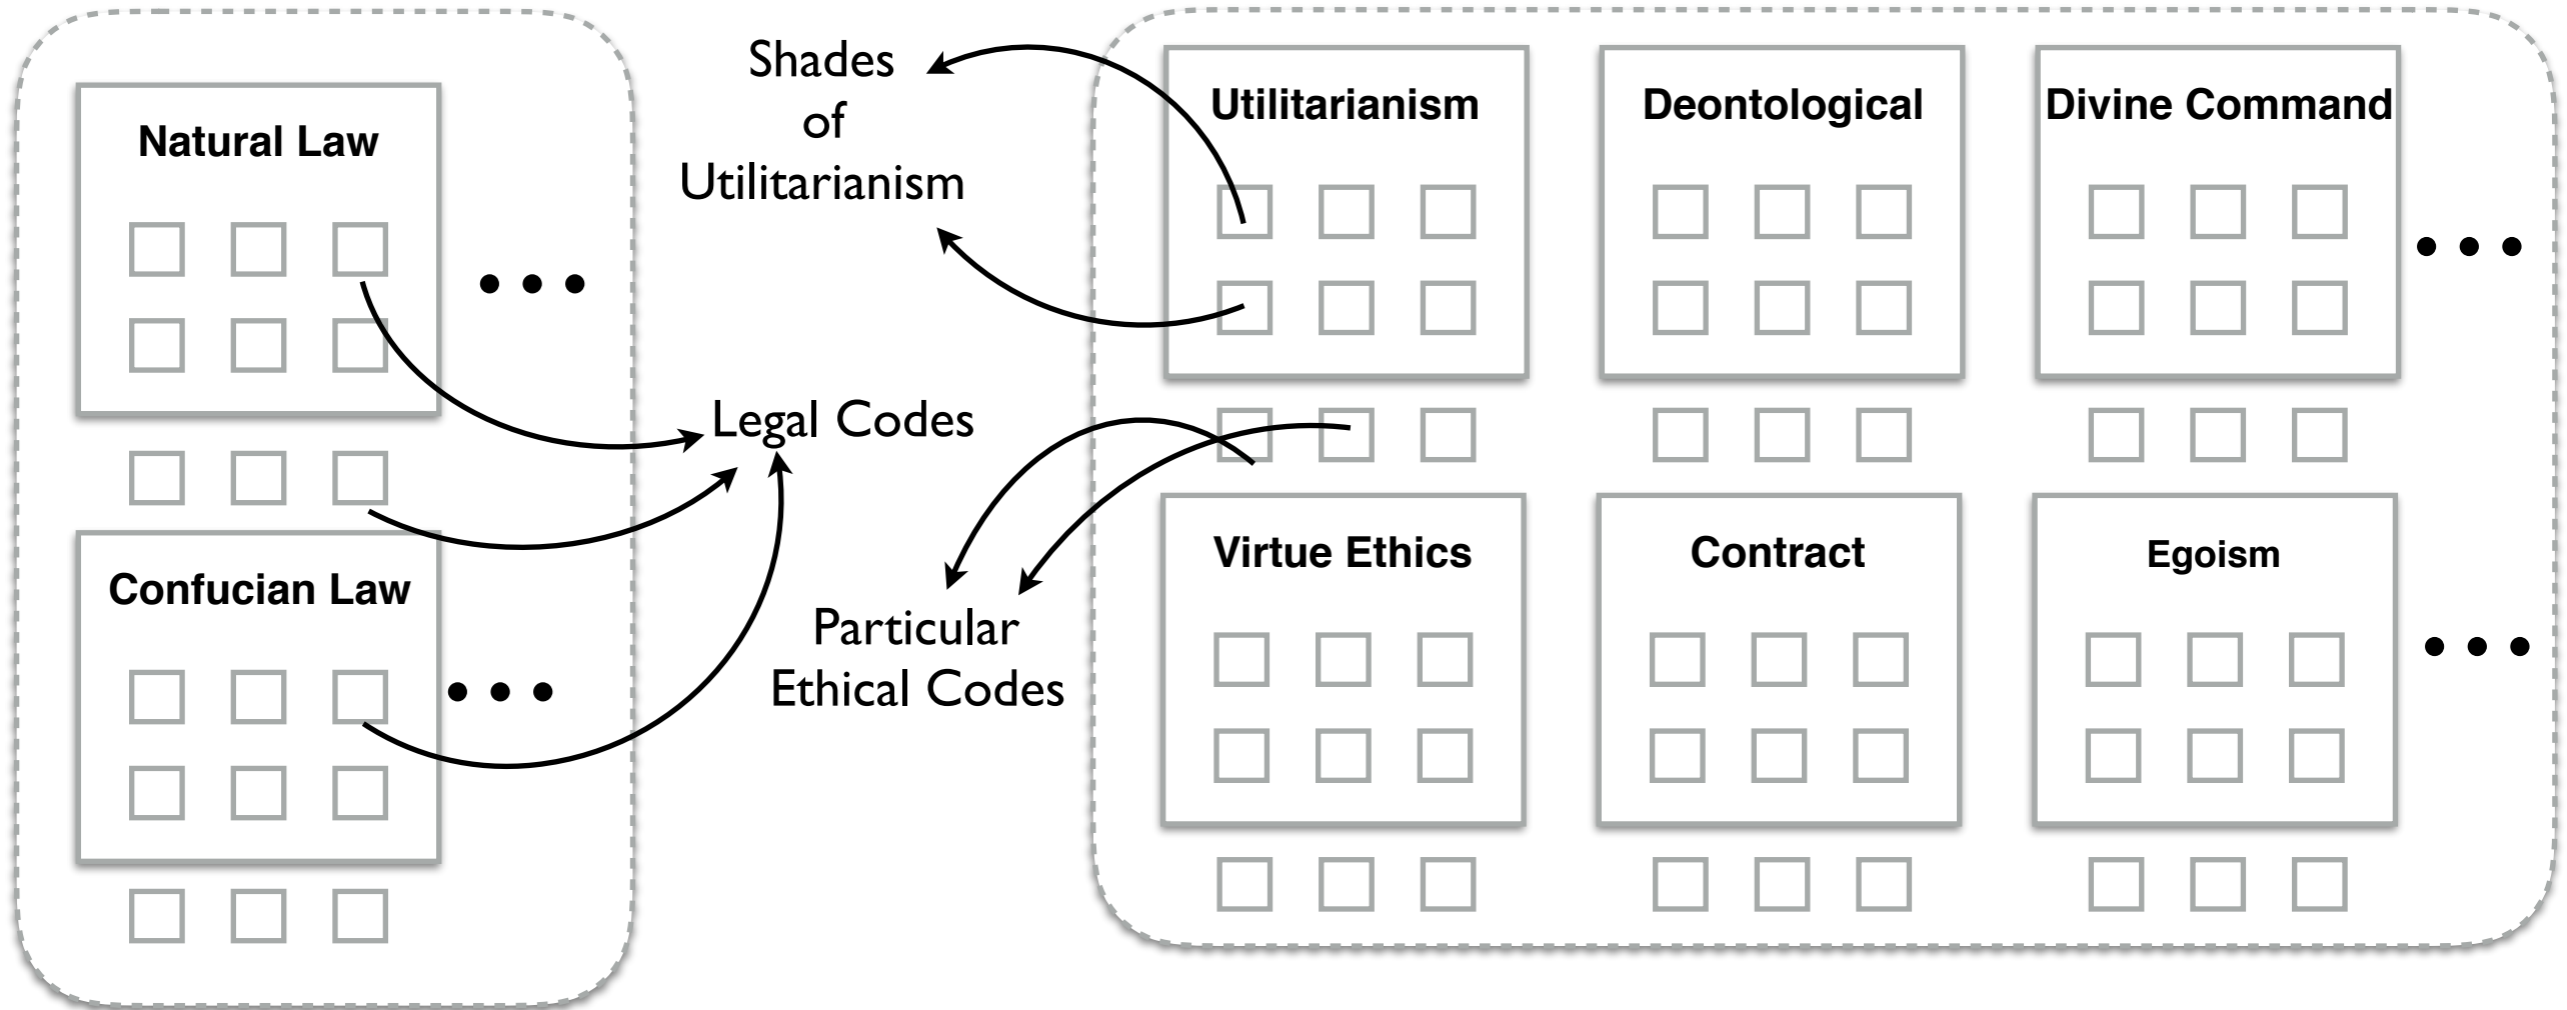 Natural Law
Confucian Law
Shades
of
Utilitarianism
Legal Codes
Particular
Ethical Codes
Utilitarianism
Deontological
Divine Command
Virtue Ethics
Contract
Egoism